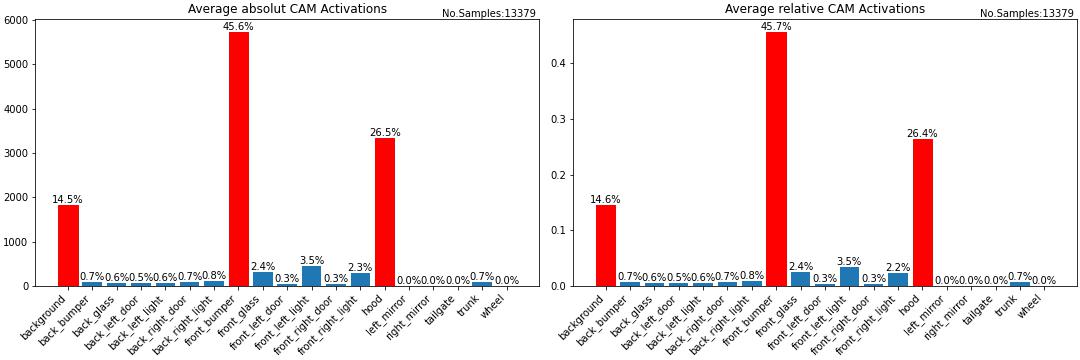 Average absolut CAM Activations
No.Samples:13379
6000
5000
4000
3000
2000
1000
0
14.5%
0.7%
0.6%
0.5%
0.6%
0.7%
0.8%
45.6%
2.4%
0.3%
3.5%
0.3%
2.3%
26.5%
0.0%
0.0%
0.0%
0.7%
0.0%
background
back_bumper
back_glass
back_left_door
back_left_light
back_right_door
back_right_light
front_bumper
front_glass
front_left_door
front_left_light
front_right_door
front_right_light
hood
left_mirror
right_mirror
tailgate
trunk
wheel
Average relative CAM Activations
No.Samples:13379
0.4
0.3
0.2
0.1
0.0
14.6%
0.7%
0.6%
0.5%
0.6%
0.7%
0.8%
45.7%
2.4%
0.3%
3.5%
0.3%
2.2%
26.4%
0.0%
0.0%
0.0%
0.7%
0.0%
background
back_bumper
back_glass
back_left_door
back_left_light
back_right_door
back_right_light
front_bumper
front_glass
front_left_door
front_left_light
front_right_door
front_right_light
hood
left_mirror
right_mirror
tailgate
trunk
wheel